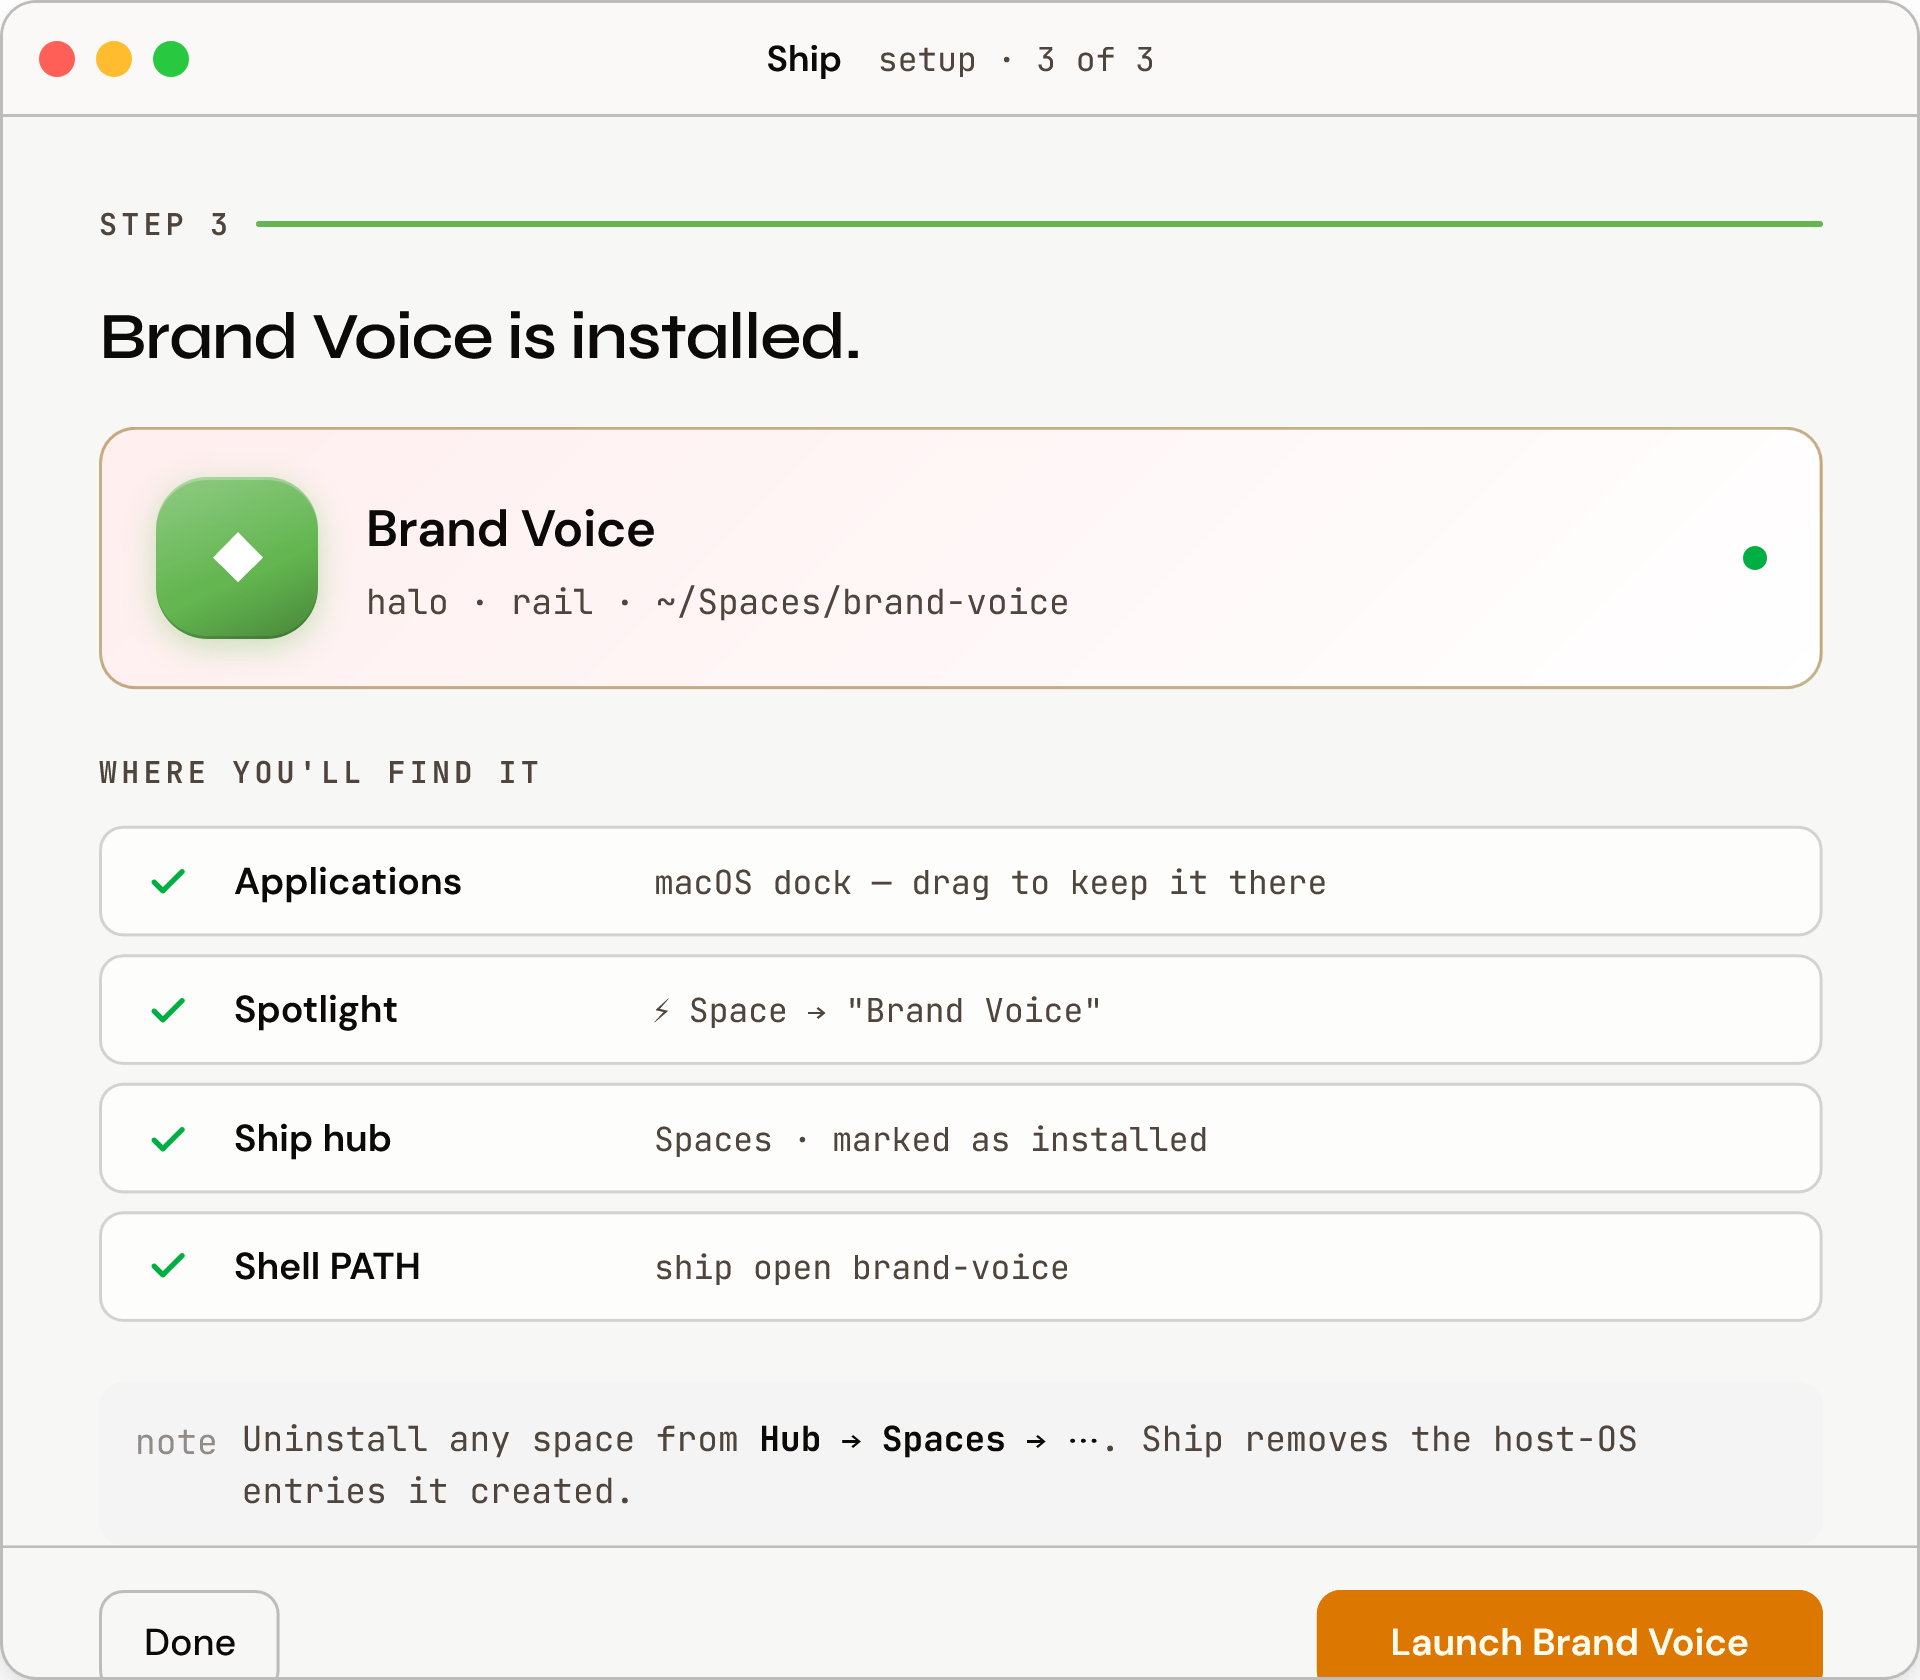 Ship setup · 3 of 3
STEP 3
Brand Voice is installed.
Brand Voice
halo · rail · ~/Spaces/brand-voice
WHERE YOU'LL FIND IT
Applications macOS dock — drag to keep it there
Spotlight ⚡ Space → "Brand Voice"
Ship hub Spaces · marked as installed
Shell PATH ship open brand-voice
note Uninstall any space from Hub → Spaces → ⋯. Ship removes the host-OS
entries it created.
Done Launch Brand Voice